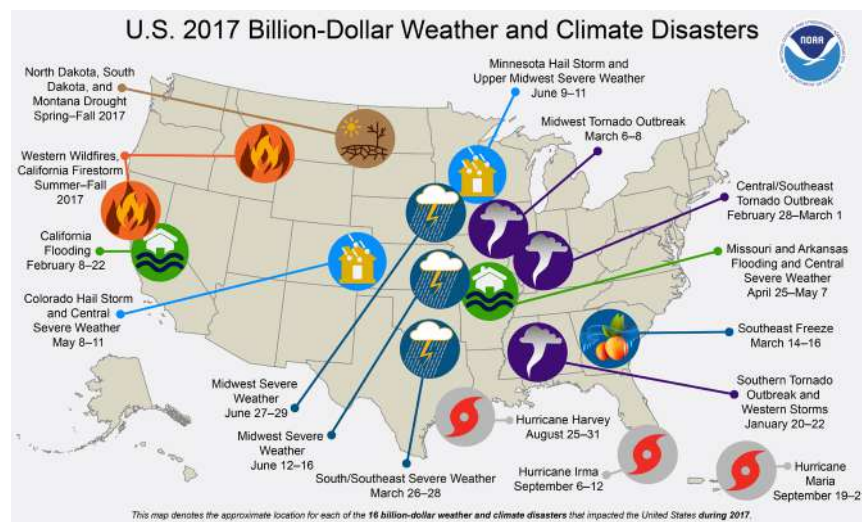 U.S. 2017 Billion-Dollar Weather and Climate Disasters
NOAA
North Dakota, South
Dakota, and
Montana Drought
Spring–Fall 2017
Minnesota Hail Storm and
Upper Midwest Severe Weather
June 9–11
Midwest Tornado Outbreak
March 6–8
Western Wildfires,
California Firestorm
Summer–Fall
2017
Central/Southeast
Tornado Outbreak
February 28–March 1
California
Flooding
February 8–22
Missouri and Arkansas
Flooding and Central
Severe Weather
April 25–May 7
Colorado Hail Storm
and Central
Severe Weather
May 8–11
Southeast Freeze
March 14–16
Midwest Severe
Weather
June 27–29
Southern Tornado
Outbreak and
Western Storms
January 20–22
Midwest Severe
Weather
June 12–16
Hurricane Harvey
August 25–31
South/Southeast Severe Weather
March 26–28
Hurricane Irma
September 6–12
Hurricane
Maria
September 19–2
This map denotes the approximate location for each of the 16 billion-dollar weather and climate disasters that impacted the United States during 2017.